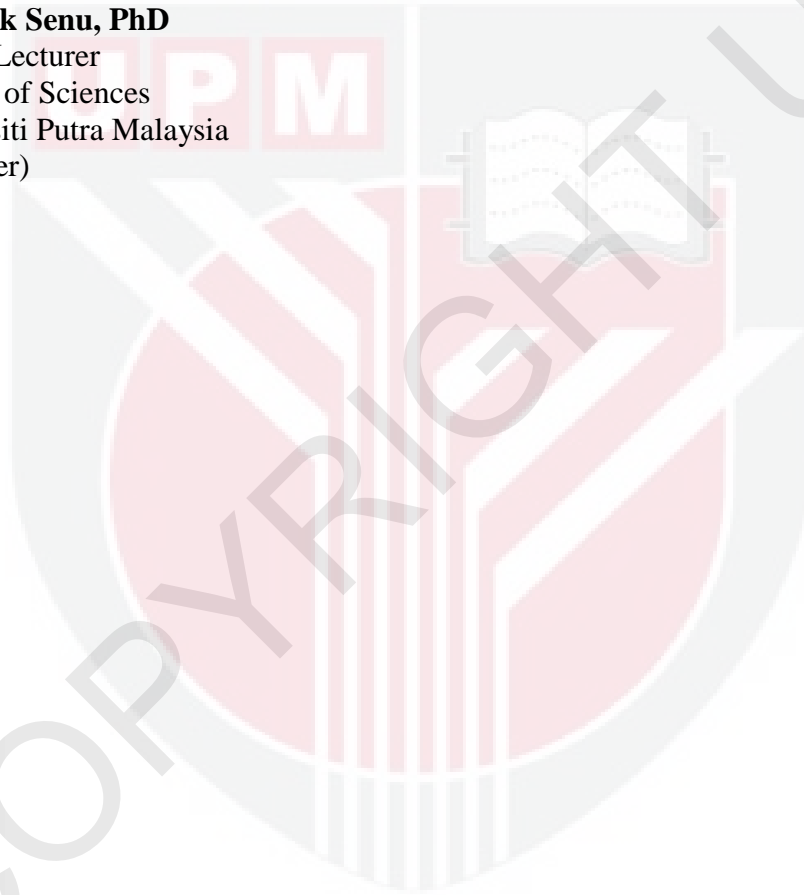 k Senu, PhD
Lecturer
of Sciences
iti Putra Malaysia
er)
UPM
COPYRIGHT U